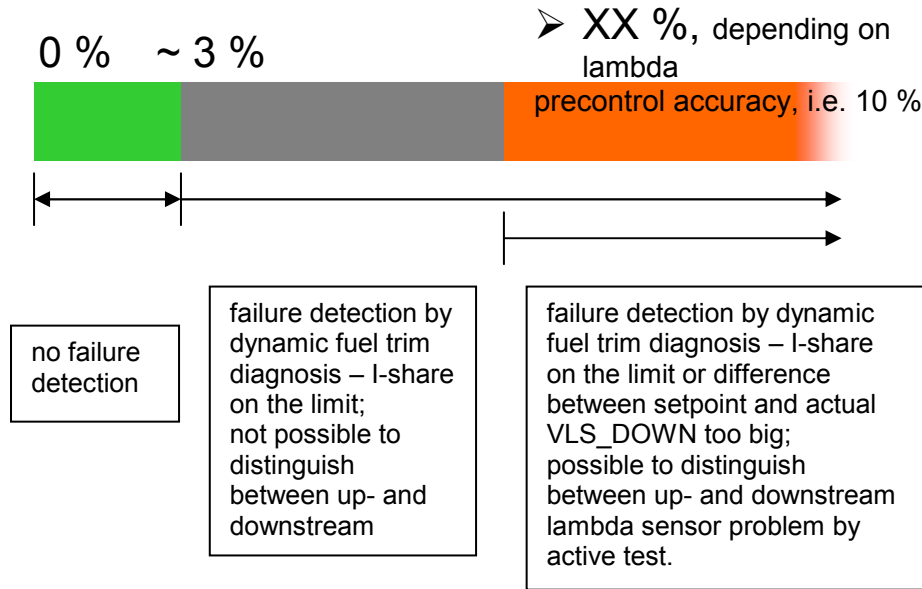 0 %
~ 3 %
➢ XX %, depending on
lambda
precontrol accuracy, i.e. 10 %
no failure
detection
failure detection by
dynamic fuel trim
diagnosis – I-share
on the limit;
not possible to
distinguish
between up- and
downstream
failure detection by dynamic
fuel trim diagnosis – I-share
on the limit or difference
between setpoint and actual
VLS_DOWN too big;
possible to distinguish
between up- and downstream
lambda sensor problem by
active test.